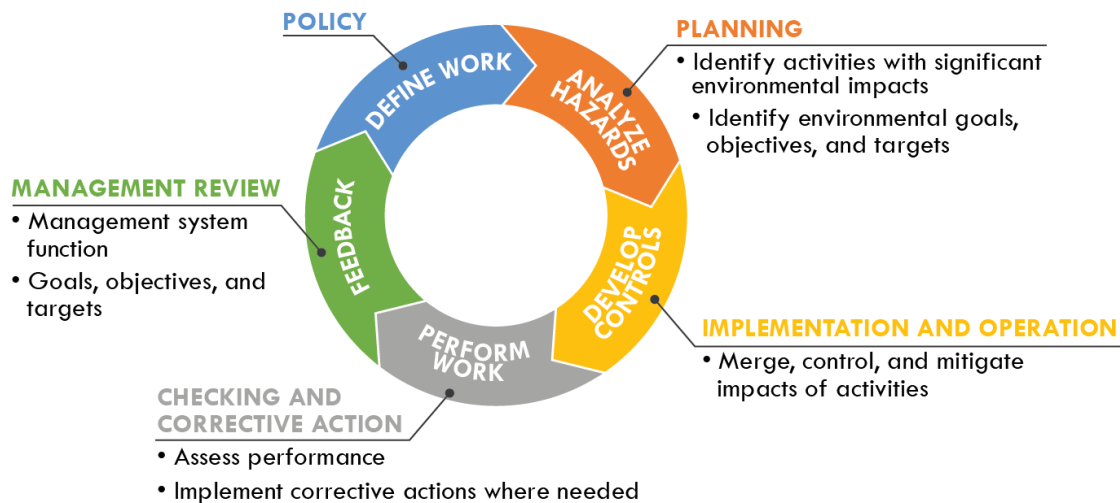 POLICY
DEFINE WORK
PLANNING
• Identify activities with significant
environmental impacts
• Identify environmental goals,
objectives, and targets
ANALYZE
HAZARDS
IMPLEMENTATION AND OPERATION
• Merge, control, and mitigate
impacts of activities
DEVELOP
CONTROLS
CHECKING AND
CORRECTIVE ACTION
• Assess performance
• Implement corrective actions where needed
PERFORM
WORK
MANAGEMENT REVIEW
• Management system
function
• Goals, objectives, and
targets
FEEDBACK